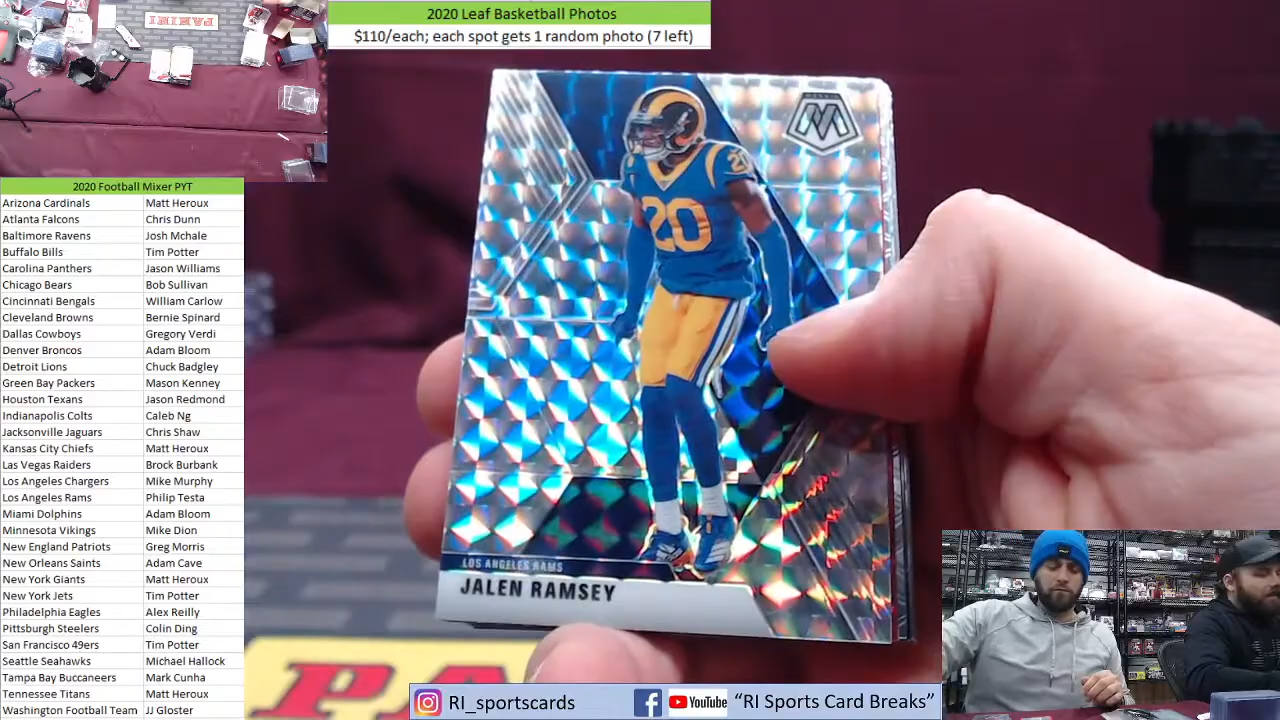 PANINI
2020 Leaf Basketball Photos
$110/each; each spot gets 1 random photo (7 left)
2020 Football Mixer PYT
Arizona Cardinals Matt Heroux
Atlanta Falcons Chris Dunn
Baltimore Ravens Josh Mchale
Buffalo Bills Tim Potter
Carolina Panthers Jason Williams
Chicago Bears Bob Sullivan
Cincinnati Bengals William Carlow
Cleveland Browns Bernie Spinard
Dallas Cowboys Gregory Verdi
Denver Broncos Adam Bloom
Detroit Lions Chuck Badgley
Green Bay Packers Mason Kenney
Houston Texans Jason Redmond
Indianapolis Colts Caleb Ng
Jacksonville Jaguars Chris Shaw
Kansas City Chiefs Matt Heroux
Las Vegas Raiders Brock Burbank
Los Angeles Chargers Mike Murphy
Los Angeles Rams Philip Testa
Miami Dolphins Adam Bloom
Minnesota Vikings Mike Dion
New England Patriots Greg Morris
New Orleans Saints Adam Cave
New York Giants Matt Heroux
New York Jets Tim Potter
Philadelphia Eagles Alex Reilly
Pittsburgh Steelers Colin Ding
San Francisco 49ers Tim Potter
Seattle Seahawks Michael Hallock
Tampa Bay Buccaneers Mark Cunha
Tennessee Titans Matt Heroux
Washington Football Team JJ Gloster
MOSAIC
20
20
LOS ANGELES RAMS
JALEN RAMSEY
PA
RI_sportscards
YouTube
"RI Sports Card Breaks"